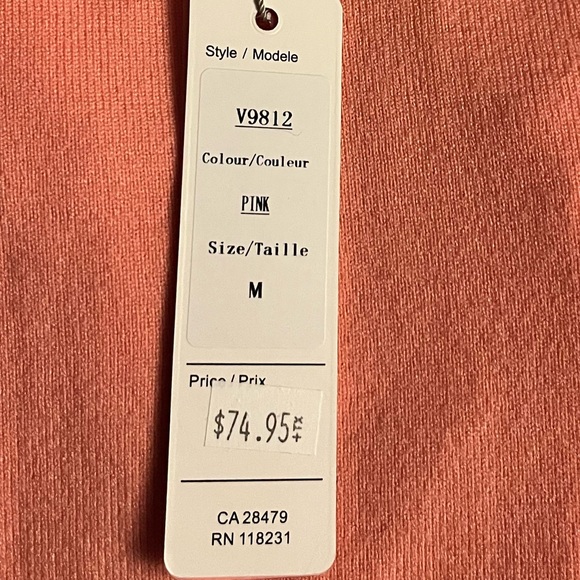 Style / Modele
V9812
Colour/Couleur
PINK
Size/Taille
M
Price / Prix
$74.95
CA 28479
RN 118231